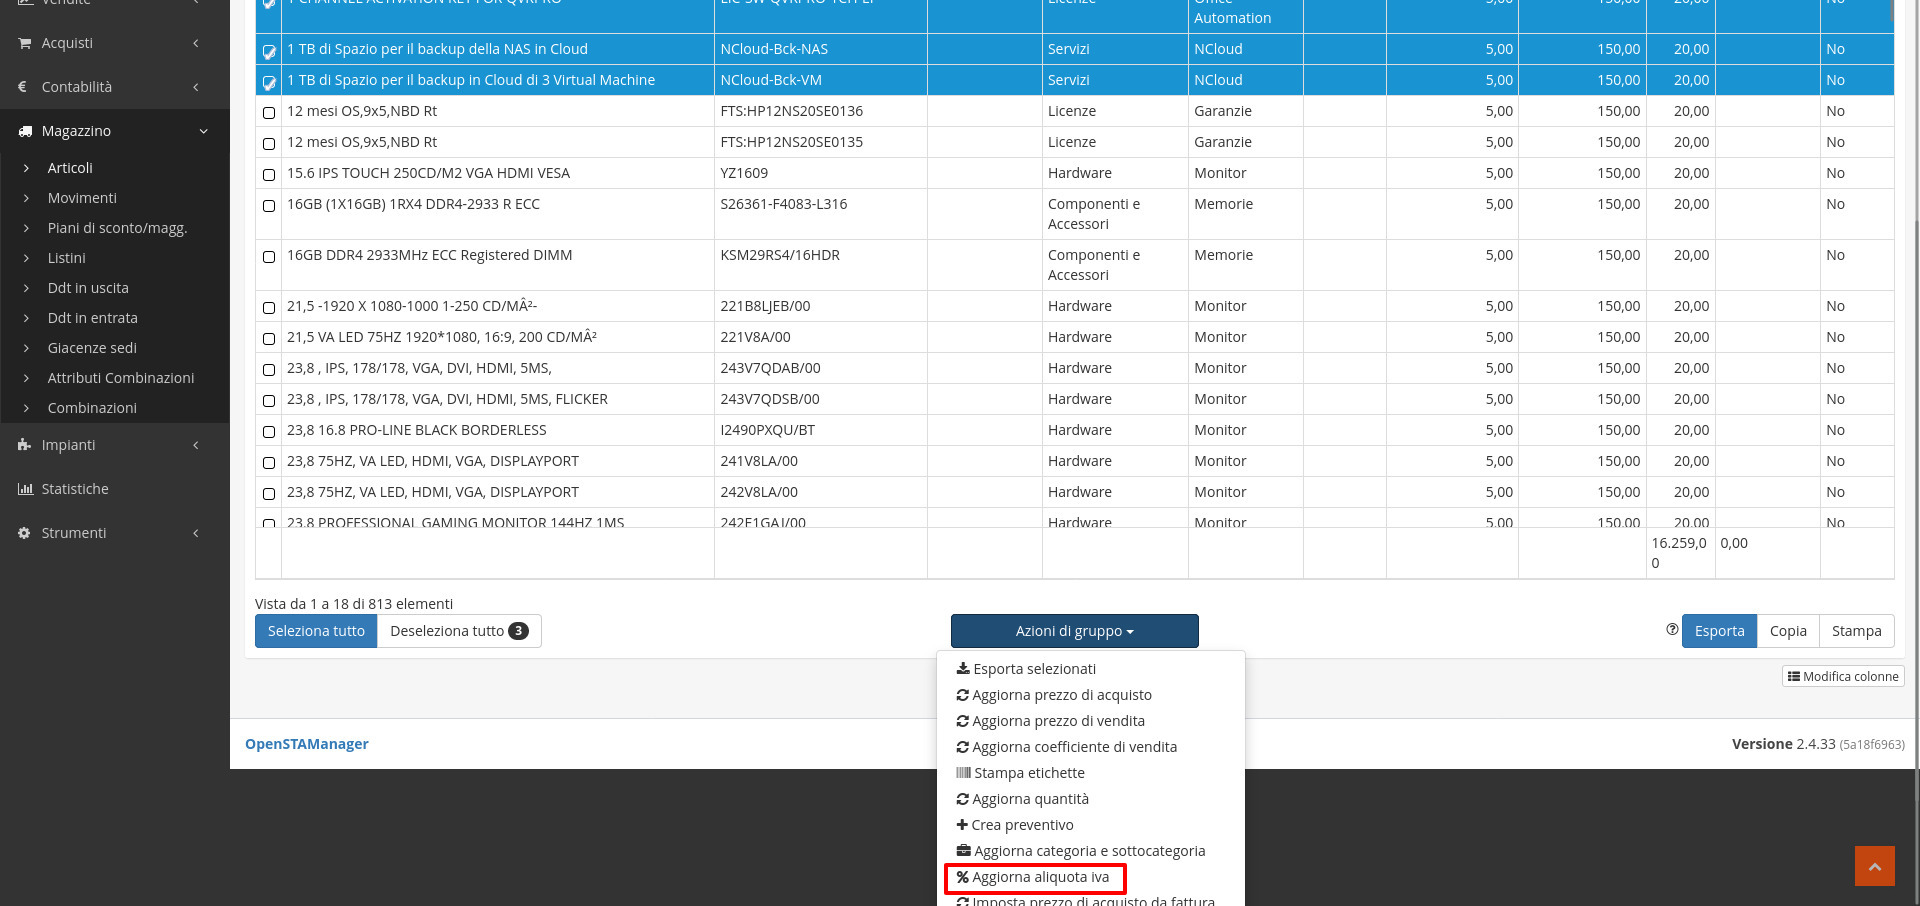 Vendite
Acquisti
Contabilità
Magazzino
Articoli
Movimenti
Piani di sconto/magg.
Listini
Ddt in uscita
Ddt in entrata
Giacenze sedi
Attributi Combinazioni
Combinazioni
Impianti
Statistiche
Strumenti
1 CHANNEL ACTIVATION KEY FOR QVRPRO LIC-SW-QVRPRO-1CH-EI Licenze Office Automation 5,00 150,00 20,00 No
1 TB di Spazio per il backup della NAS in Cloud NCloud-Bck-NAS Servizi NCloud 5,00 150,00 20,00 No
1 TB di Spazio per il backup in Cloud di 3 Virtual Machine NCloud-Bck-VM Servizi NCloud 5,00 150,00 20,00 No
12 mesi OS,9x5,NBD Rt FTS:HP12NS20SE0136 Licenze Garanzie 5,00 150,00 20,00 No
12 mesi OS,9x5,NBD Rt FTS:HP12NS20SE0135 Licenze Garanzie 5,00 150,00 20,00 No
15.6 IPS TOUCH 250CD/M2 VGA HDMI VESA YZ1609 Hardware Monitor 5,00 150,00 20,00 No
16GB (1X16GB) 1RX4 DDR4-2933 R ECC S26361-F4083-L316 Componenti e Accessori Memorie 5,00 150,00 20,00 No
16GB DDR4 2933MHz ECC Registered DIMM KSM29RS4/16HDR Componenti e Accessori Memorie 5,00 150,00 20,00 No
21,5 -1920 X 1080-1000 1-250 CD/MÂ²- 221B8LJEB/00 Hardware Monitor 5,00 150,00 20,00 No
21,5 VA LED 75HZ 1920*1080, 16:9, 200 CD/MÂ² 221V8A/00 Hardware Monitor 5,00 150,00 20,00 No
23,8 , IPS, 178/178, VGA, DVI, HDMI, 5MS, 243V7QDAB/00 Hardware Monitor 5,00 150,00 20,00 No
23,8 , IPS, 178/178, VGA, DVI, HDMI, 5MS, FLICKER 243V7QDSB/00 Hardware Monitor 5,00 150,00 20,00 No
23,8 16.8 PRO-LINE BLACK BORDERLESS I2490PXQU/BT Hardware Monitor 5,00 150,00 20,00 No
23,8 75HZ, VA LED, HDMI, VGA, DISPLAYPORT 241V8LA/00 Hardware Monitor 5,00 150,00 20,00 No
23,8 75HZ, VA LED, HDMI, VGA, DISPLAYPORT 242V8LA/00 Hardware Monitor 5,00 150,00 20,00 No
23,8 PROFESSIONAL GAMING MONITOR 144HZ 1MS 242E1GAJ/00 Hardware Monitor 5,00 150,00 20,00 No
16.259,00 0,00
Vista da 1 a 18 di 813 elementi
Seleziona tutto Deseleziona tutto 3 Azioni di gruppo Esporta Copia Stampa
Modifica colonne
Esporta selezionati
Aggiorna prezzo di acquisto
Aggiorna prezzo di vendita
Aggiorna coefficiente di vendita
Stampa etichette
Aggiorna quantità
Crea preventivo
Aggiorna categoria e sottocategoria
Aggiorna aliquota iva
Imposta prezzo di acquisto da fattura
OpenSTAManager Versione 2.4.33 (5a18f6963)